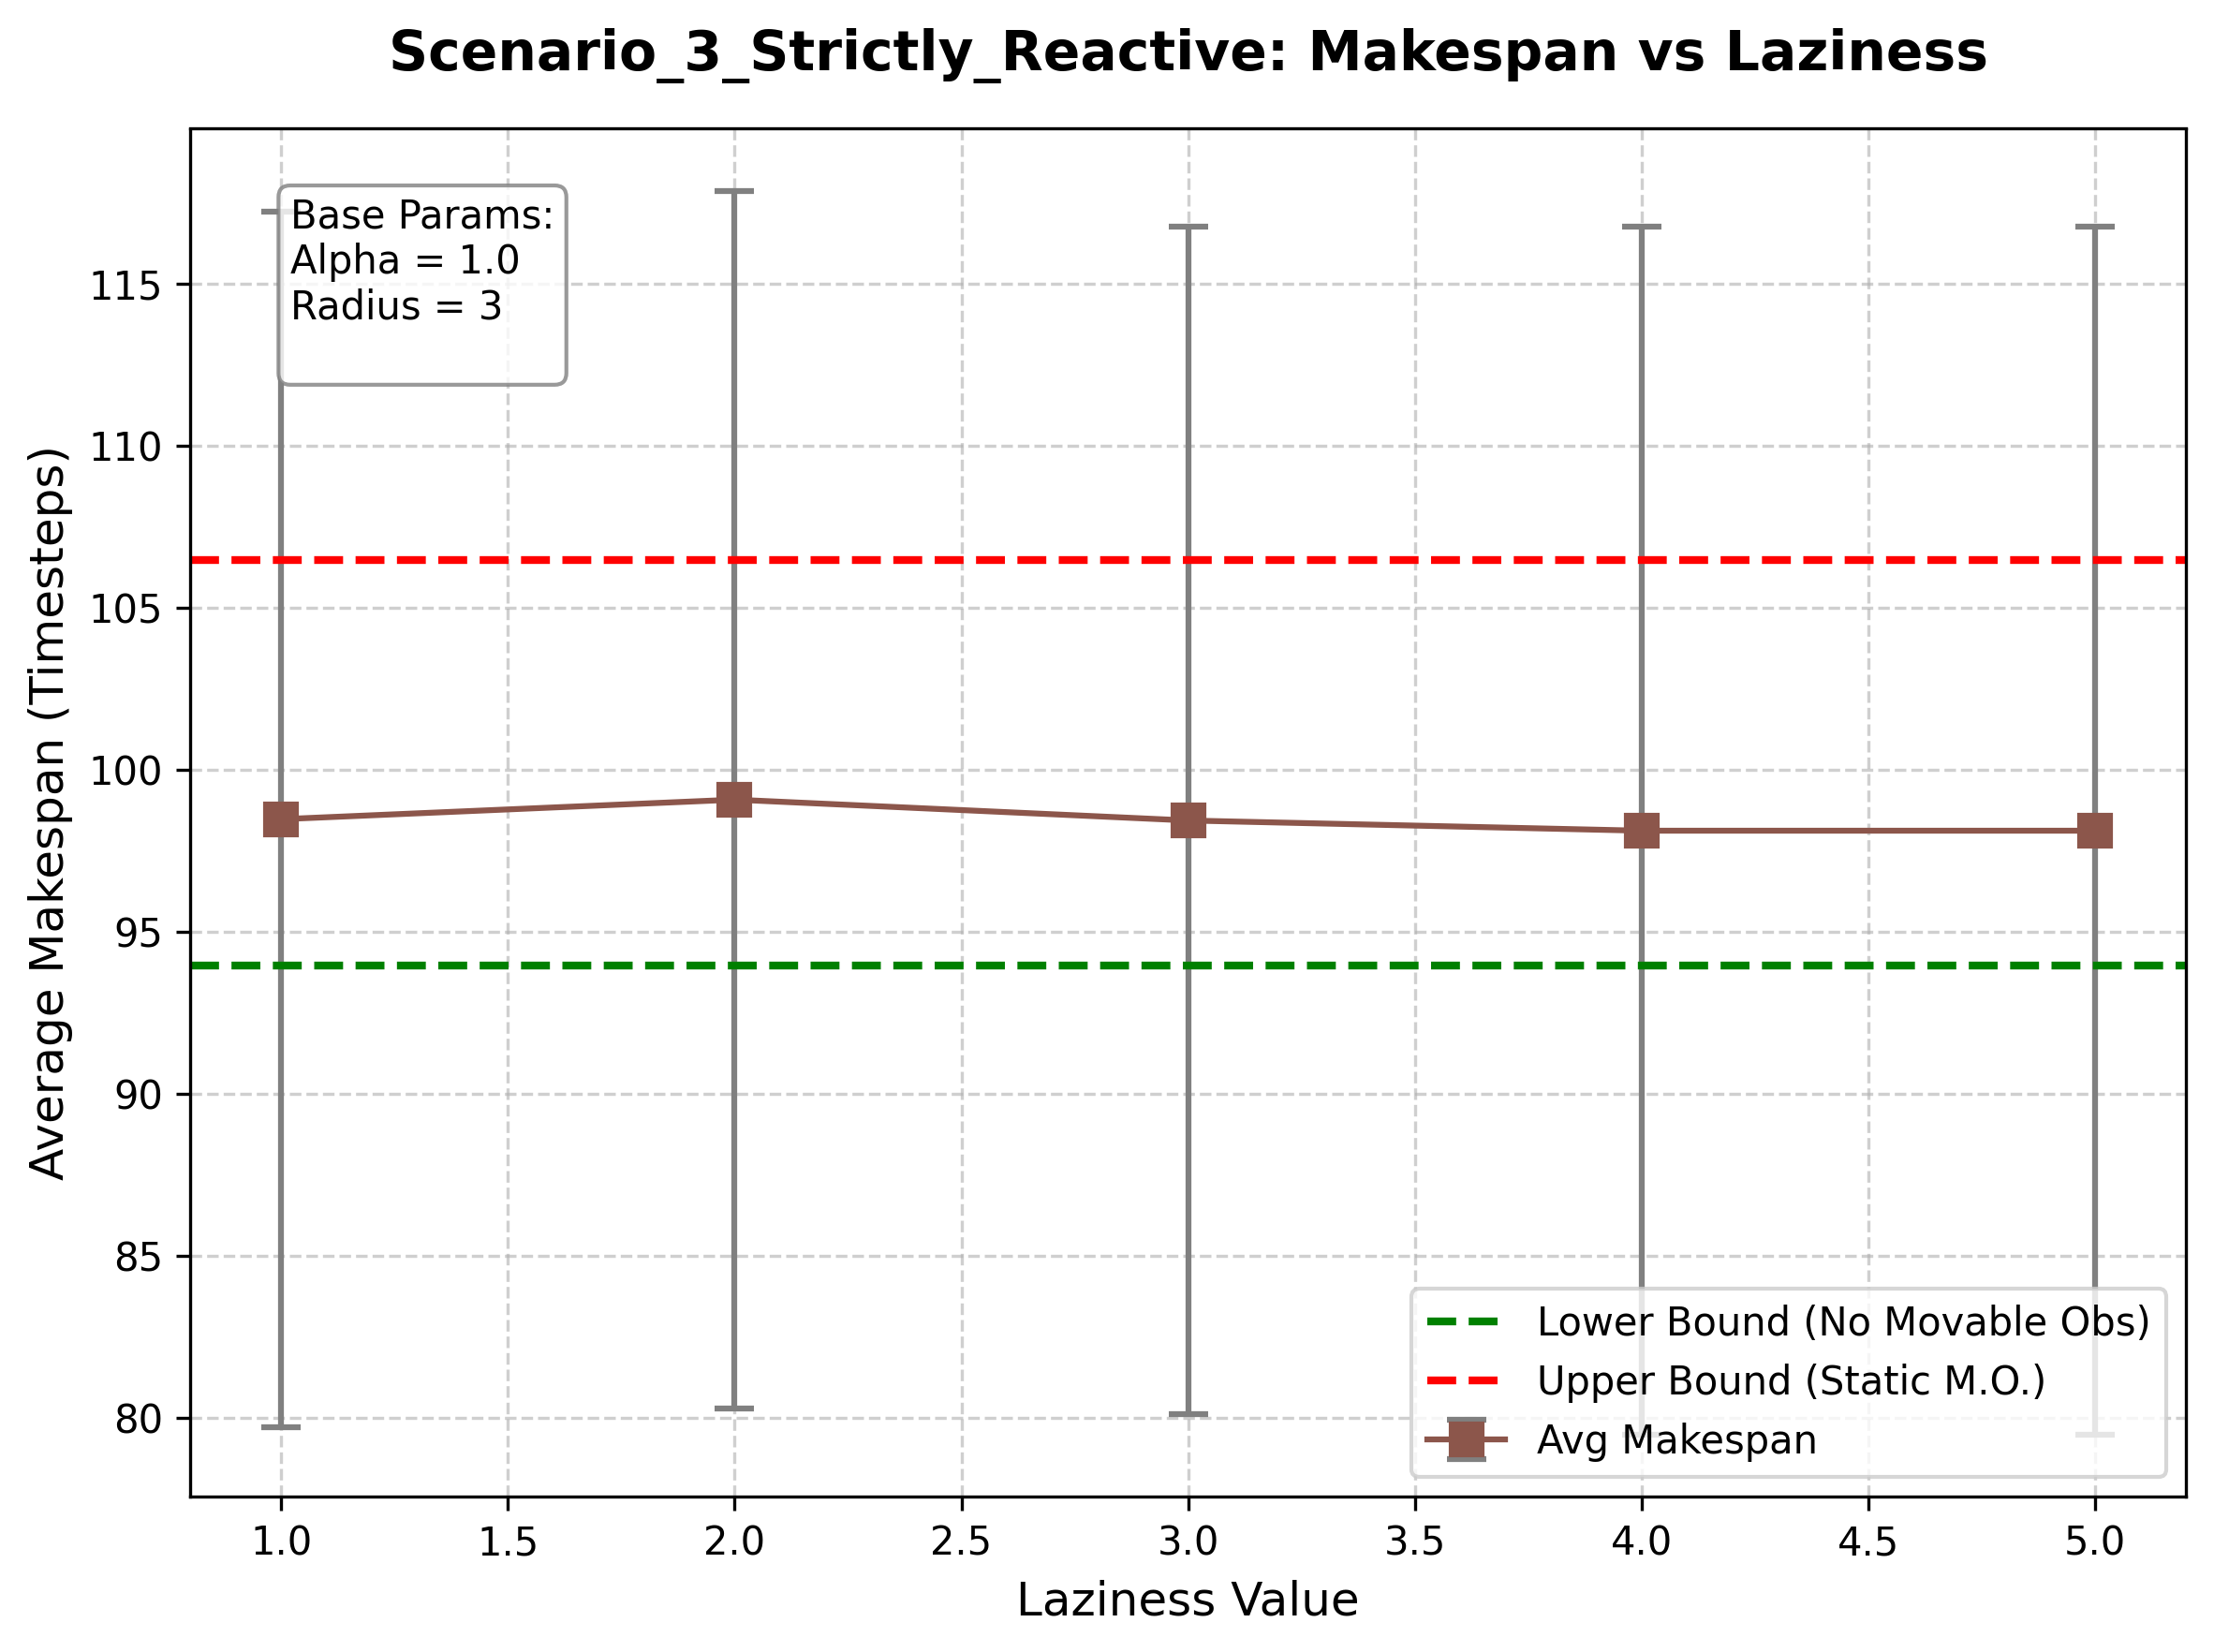 Scenario_3_Strictly_Reactive: Makespan vs Laziness
Base Params:
Alpha = 1.0
Radius = 3
Average Makespan (Timesteps)
115
110
105
100
95
90
85
80
Lower Bound (No Movable Obs)
Upper Bound (Static M.O.)
Avg Makespan
1.0 1.5 2.0 2.5 3.0 3.5 4.0 4.5 5.0
Laziness Value